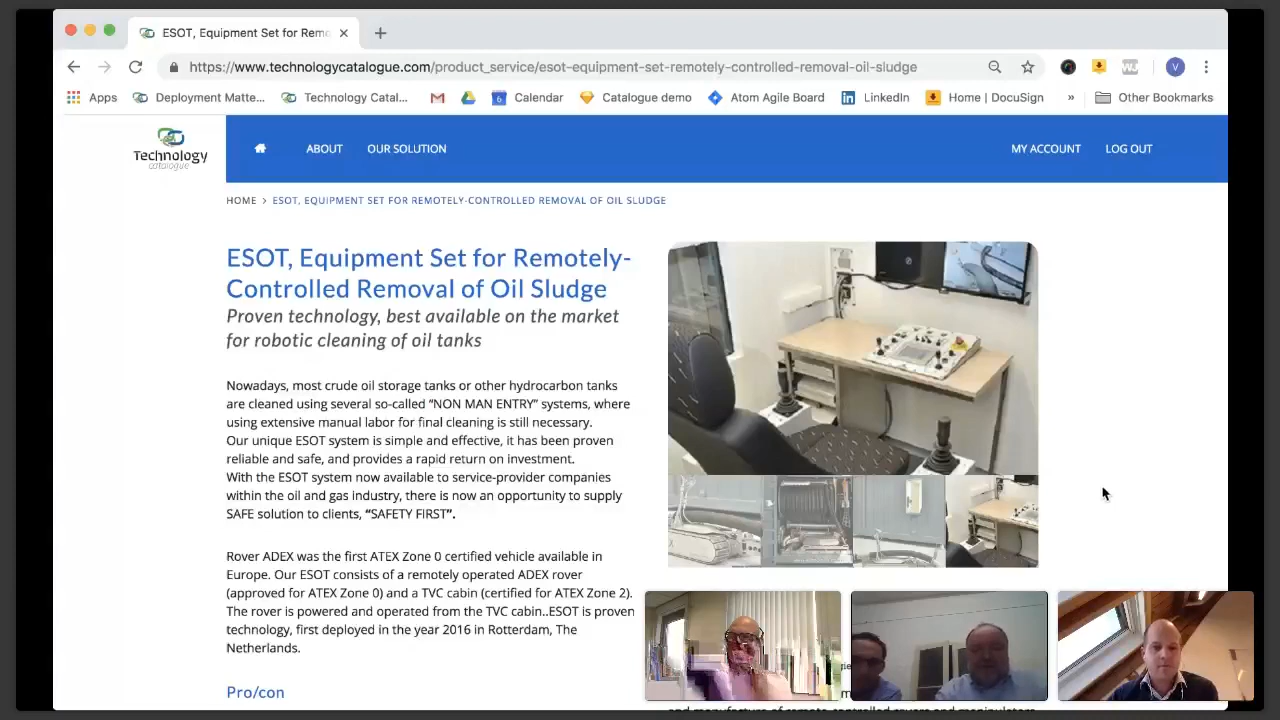 ESOT, Equipment Set for Remo
https://www.technologycatalogue.com/product_service/esot-equipment-set-remotely-controlled-removal-oil-sludge
V
Apps
Deployment Matte...
Technology Catal...
6
Calendar
Catalogue demo
Atom Agile Board
LinkedIn
Home | DocuSign
»
Other Bookmarks
Technology
catalogue
ABOUT
OUR SOLUTION
MY ACCOUNT
LOG OUT
HOME > ESOT, EQUIPMENT SET FOR REMOTELY-CONTROLLED REMOVAL OF OIL SLUDGE
ESOT, Equipment Set for Remotely-
Controlled Removal of Oil Sludge
Proven technology, best available on the market
for robotic cleaning of oil tanks
Nowadays, most crude oil storage tanks or other hydrocarbon tanks
are cleaned using several so-called "NON MAN ENTRY" systems, where
using extensive manual labor for final cleaning is still necessary.
Our unique ESOT system is simple and effective, it has been proven
reliable and safe, and provides a rapid return on investment.
With the ESOT system now available to service-provider companies
within the oil and gas industry, there is now an opportunity to supply
SAFE solution to clients, "SAFETY FIRST".
Rover ADEX was the first ATEX Zone 0 certified vehicle available in
Europe. Our ESOT consists of a remotely operated ADEX rover
(approved for ATEX Zone 0) and a TVC cabin (certified for ATEX Zone 2).
The rover is powered and operated from the TVC cabin..ESOT is proven
technology, first deployed in the year 2016 in Rotterdam, The
Netherlands.
Pro/con
and manufacture of remote-controlled rovers and manipulators